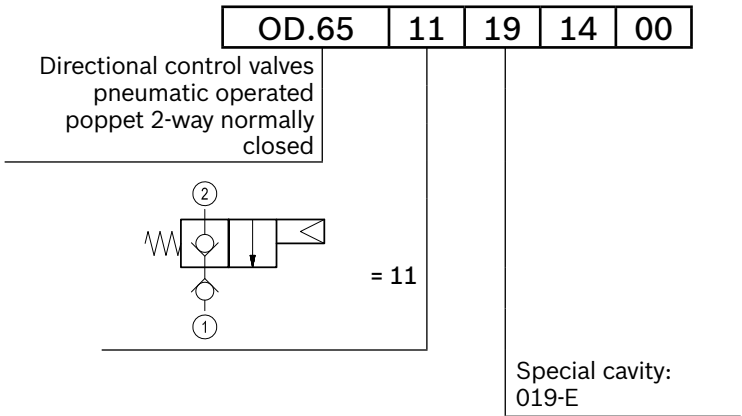 OD.65 11 19 14 00
Directional control valves
pneumatic operated
poppet 2-way normally
closed
2
= 11
1
Special cavity:
019-E